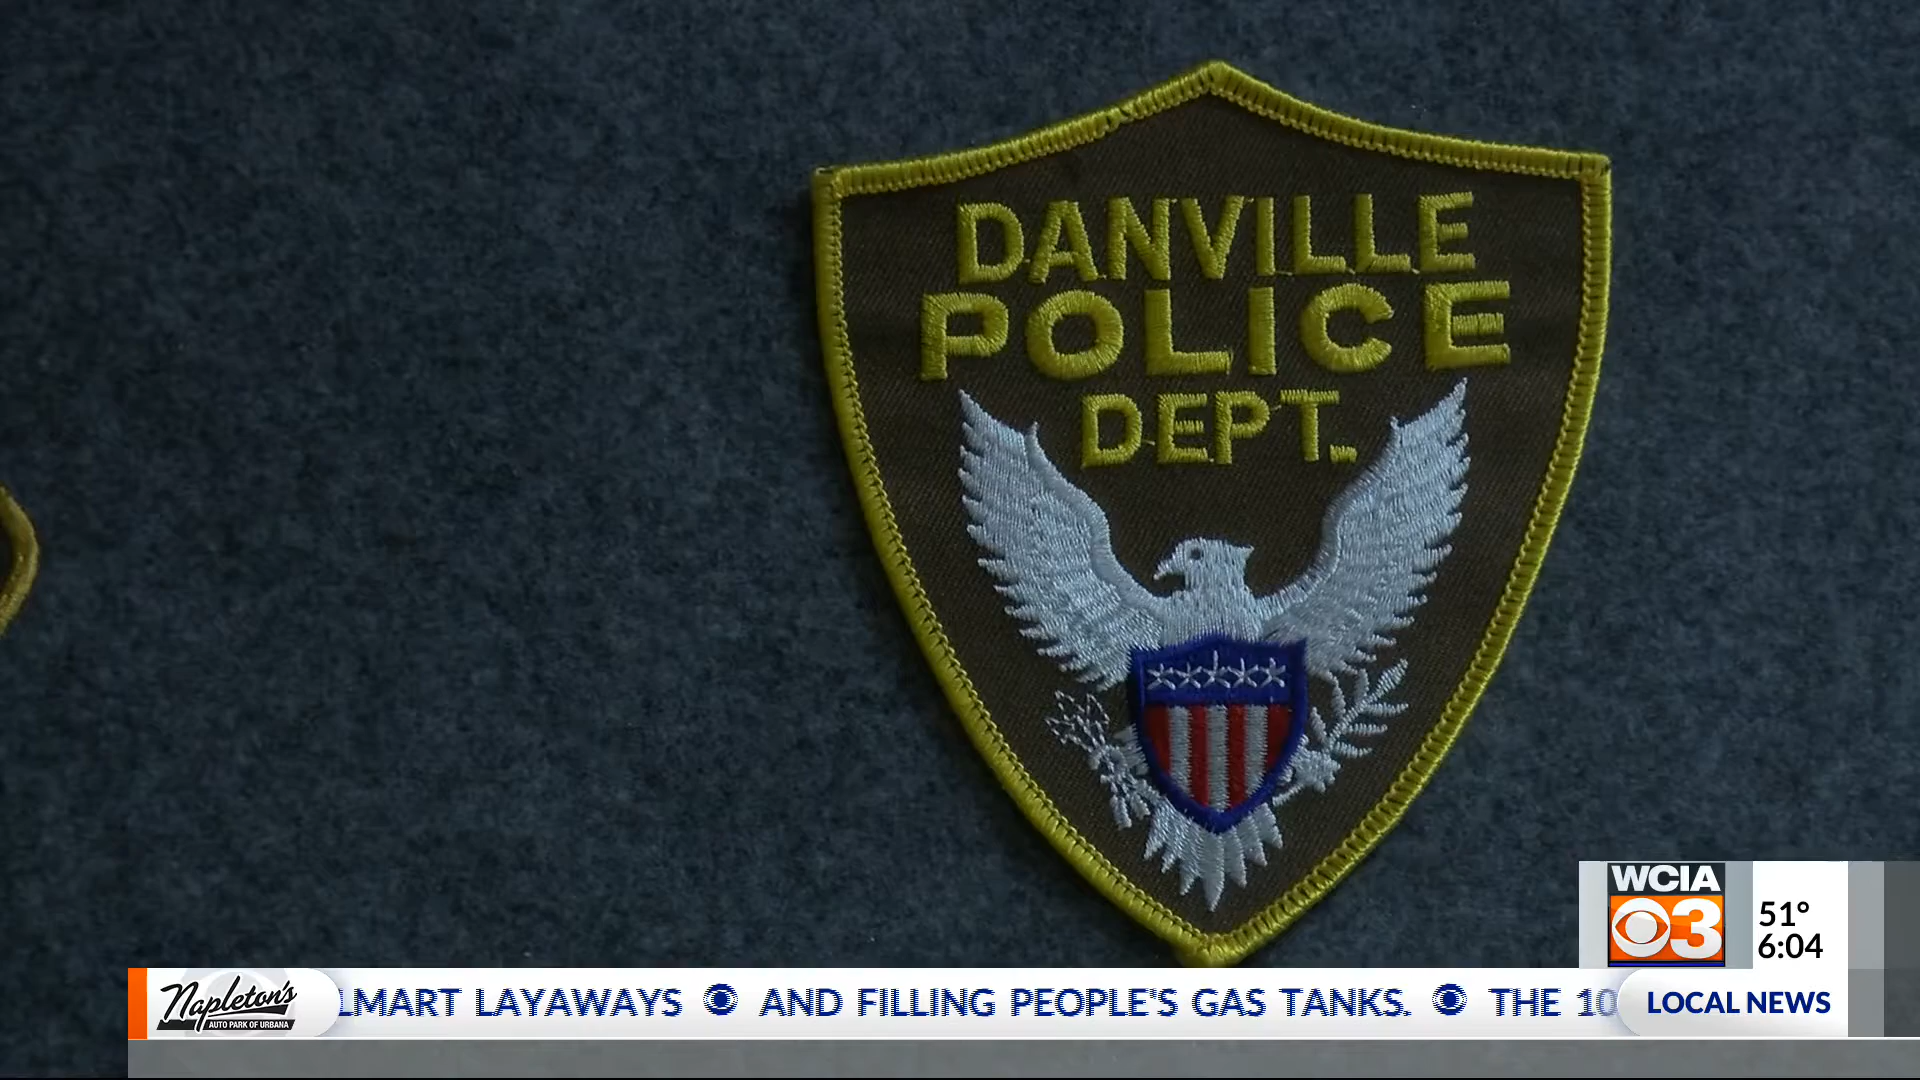 DANVILLE
POLICE
DEPT.
WCIA
3
51°
6:04
Napleton's
AUTO PARK OF URBANA
LMART LAYAWAYS AND FILLING PEOPLE'S GAS TANKS. THE 10
LOCAL NEWS